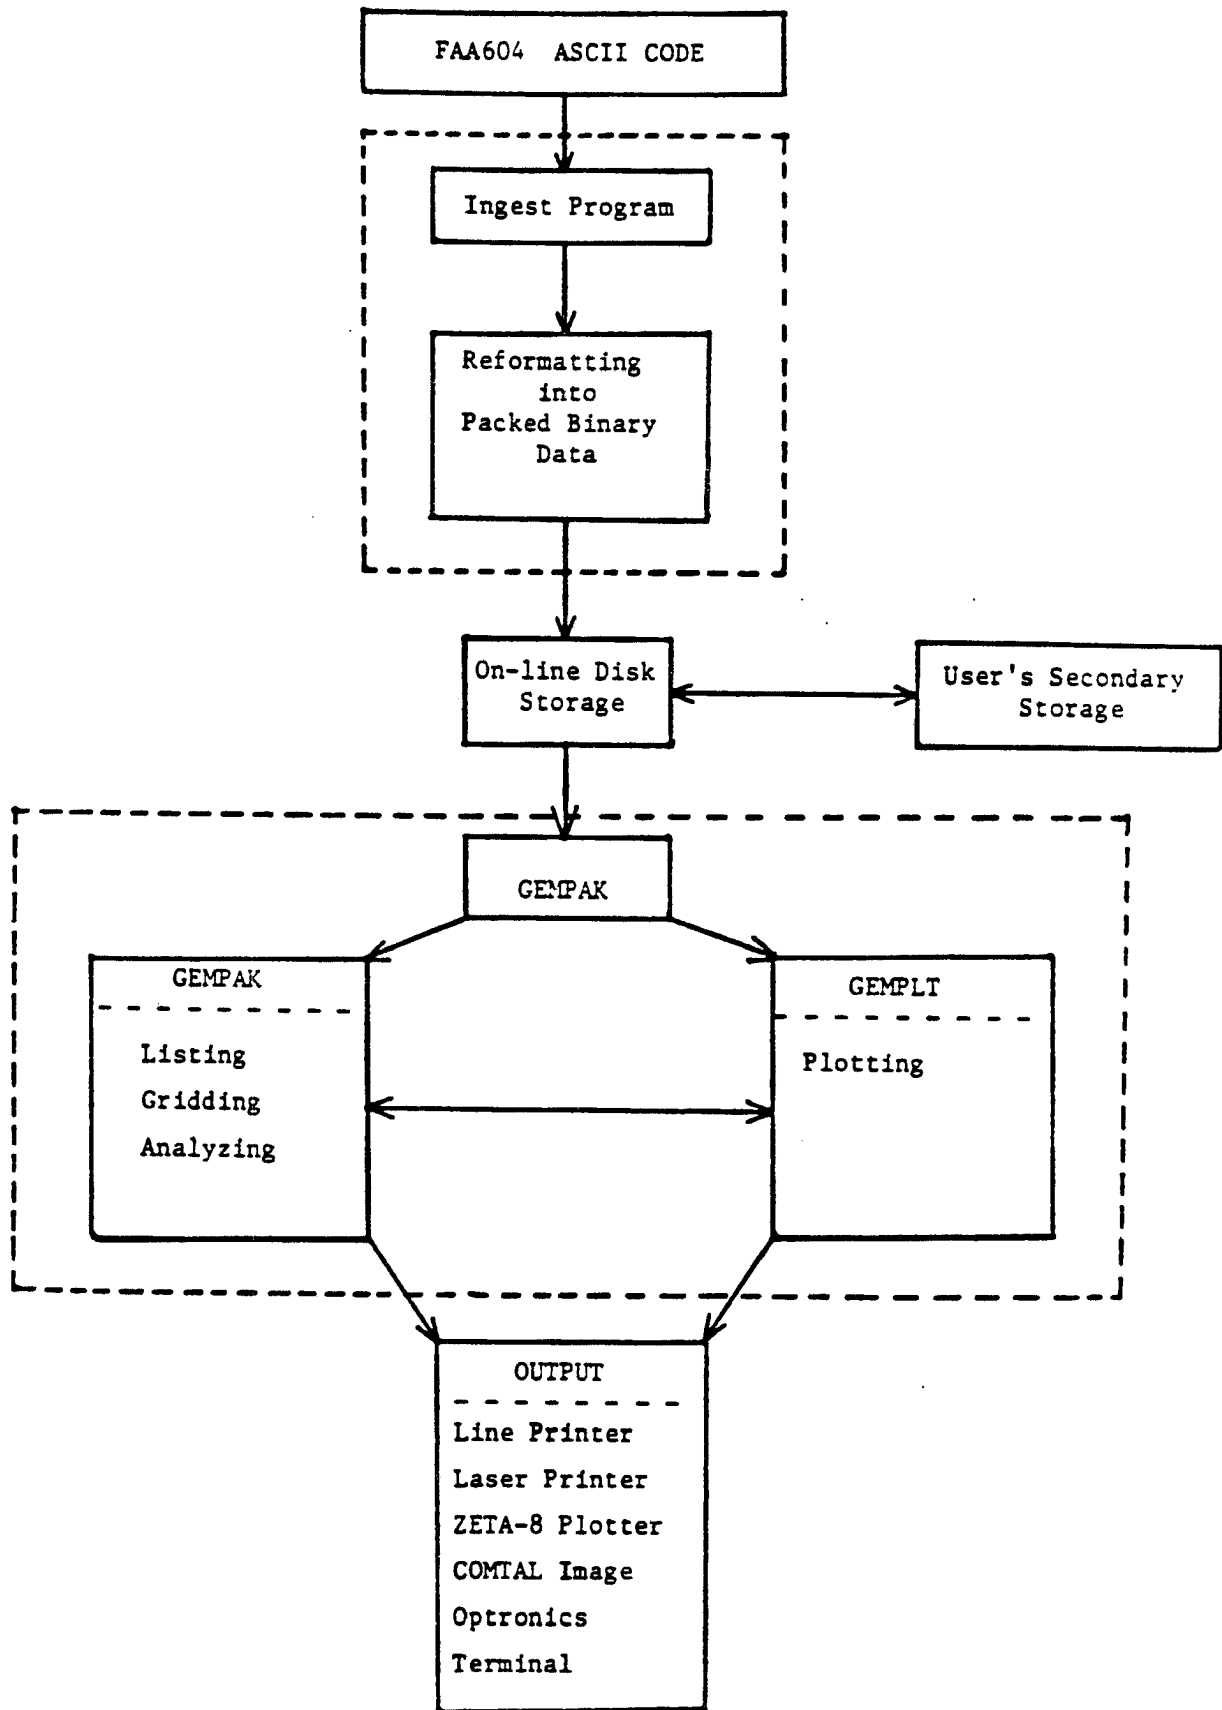 FAA604 ASCII CODE
Ingest Program
Reformatting
into
Packed Binary
Data
On-line Disk
Storage
User's Secondary
Storage
GEMPAK
GEMPAK
Listing
Gridding
Analyzing
GEMPLT
Plotting
OUTPUT
Line Printer
Laser Printer
ZETA-8 Plotter
COMTAL Image
Optronics
Terminal